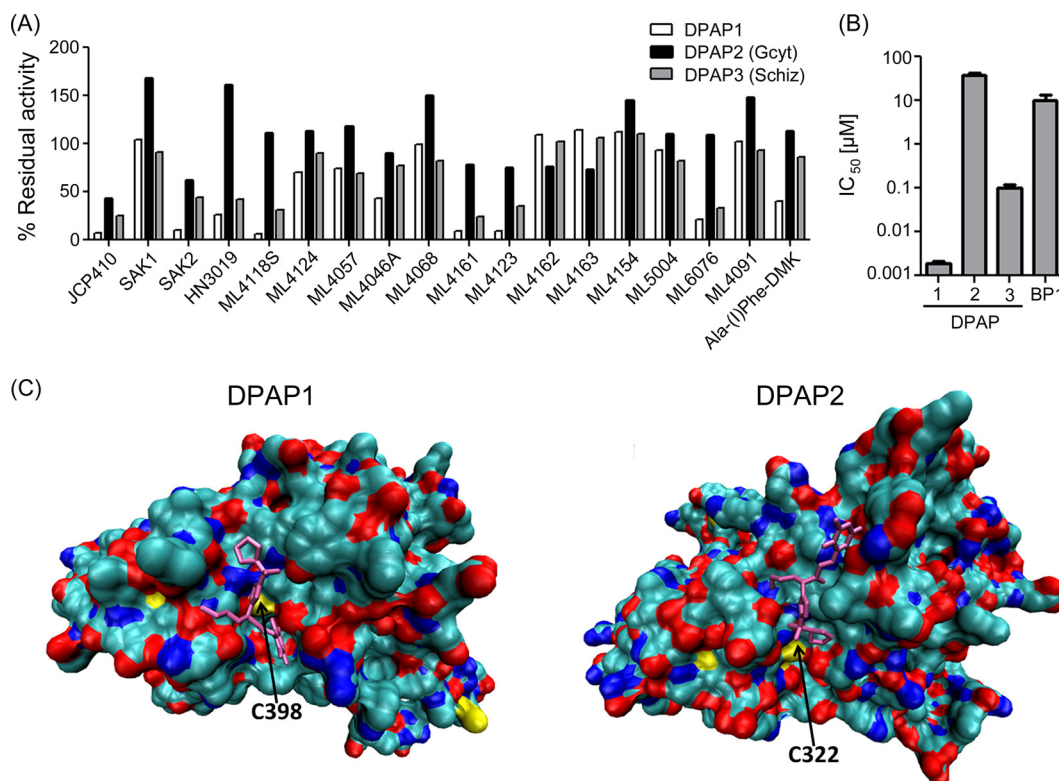 (A)
% Residual activity
200
150
100
50
0
DPAP1
DPAP2 (Gcyt)
DPAP3 (Schiz)
JCP410
SAK1
SAK2
HN3019
ML4118S
ML4124
ML4057
ML4046A
ML4068
ML4161
ML4123
ML4162
ML4163
ML4154
ML5004
ML6076
ML4091
Ala-(I)Phe-DMK
(B)
IC50 [µM]
100
10
1
0.1
0.01
0.001
1 2 3 BP1
DPAP
(C)
DPAP1
DPAP2
C398
C322